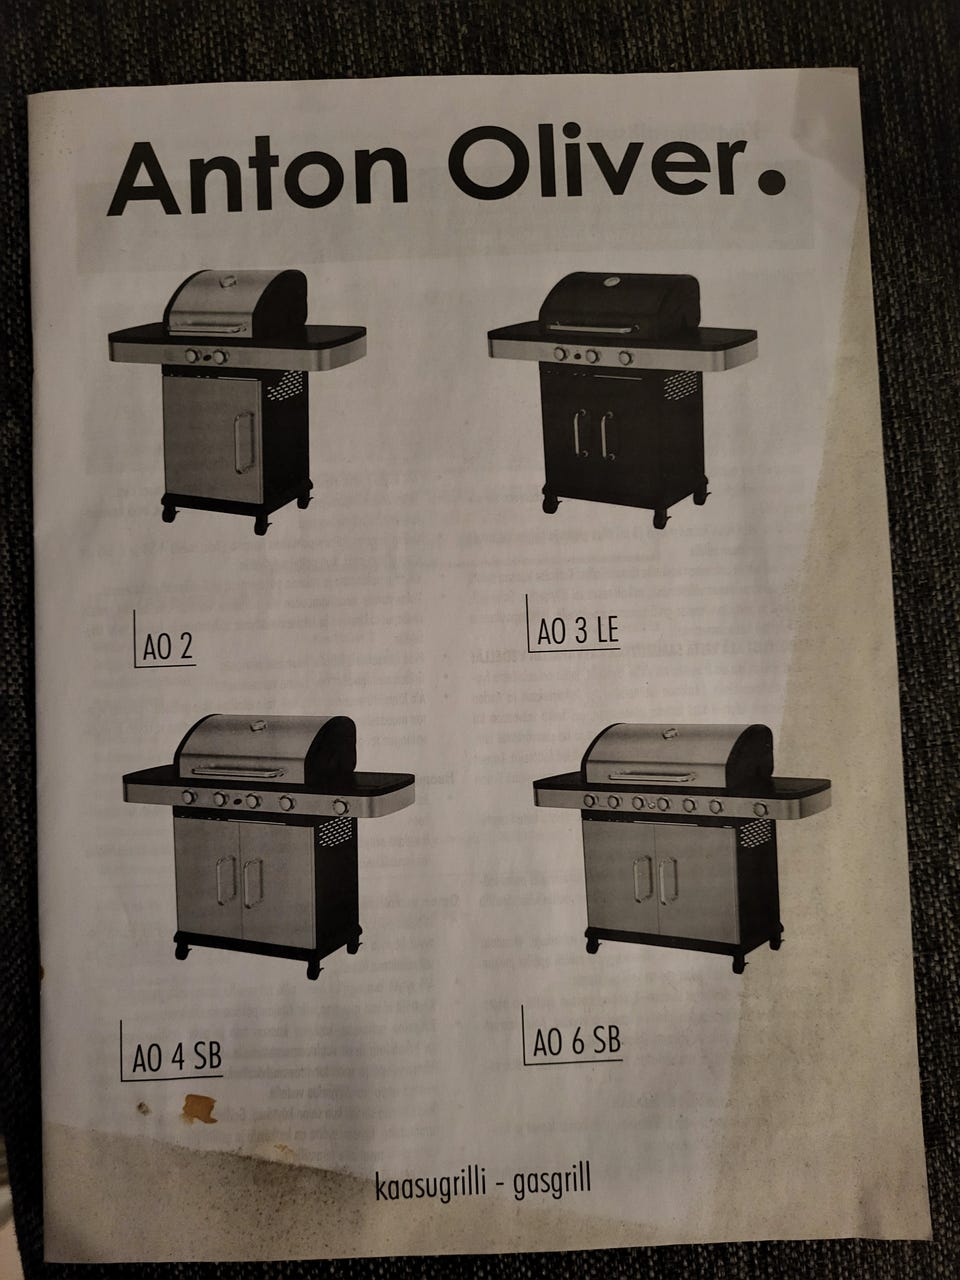 Anton Oliver.
AO 2
AO 3 LE
AO 4 SB
AO 6 SB
kaasugrilli - gasgrill